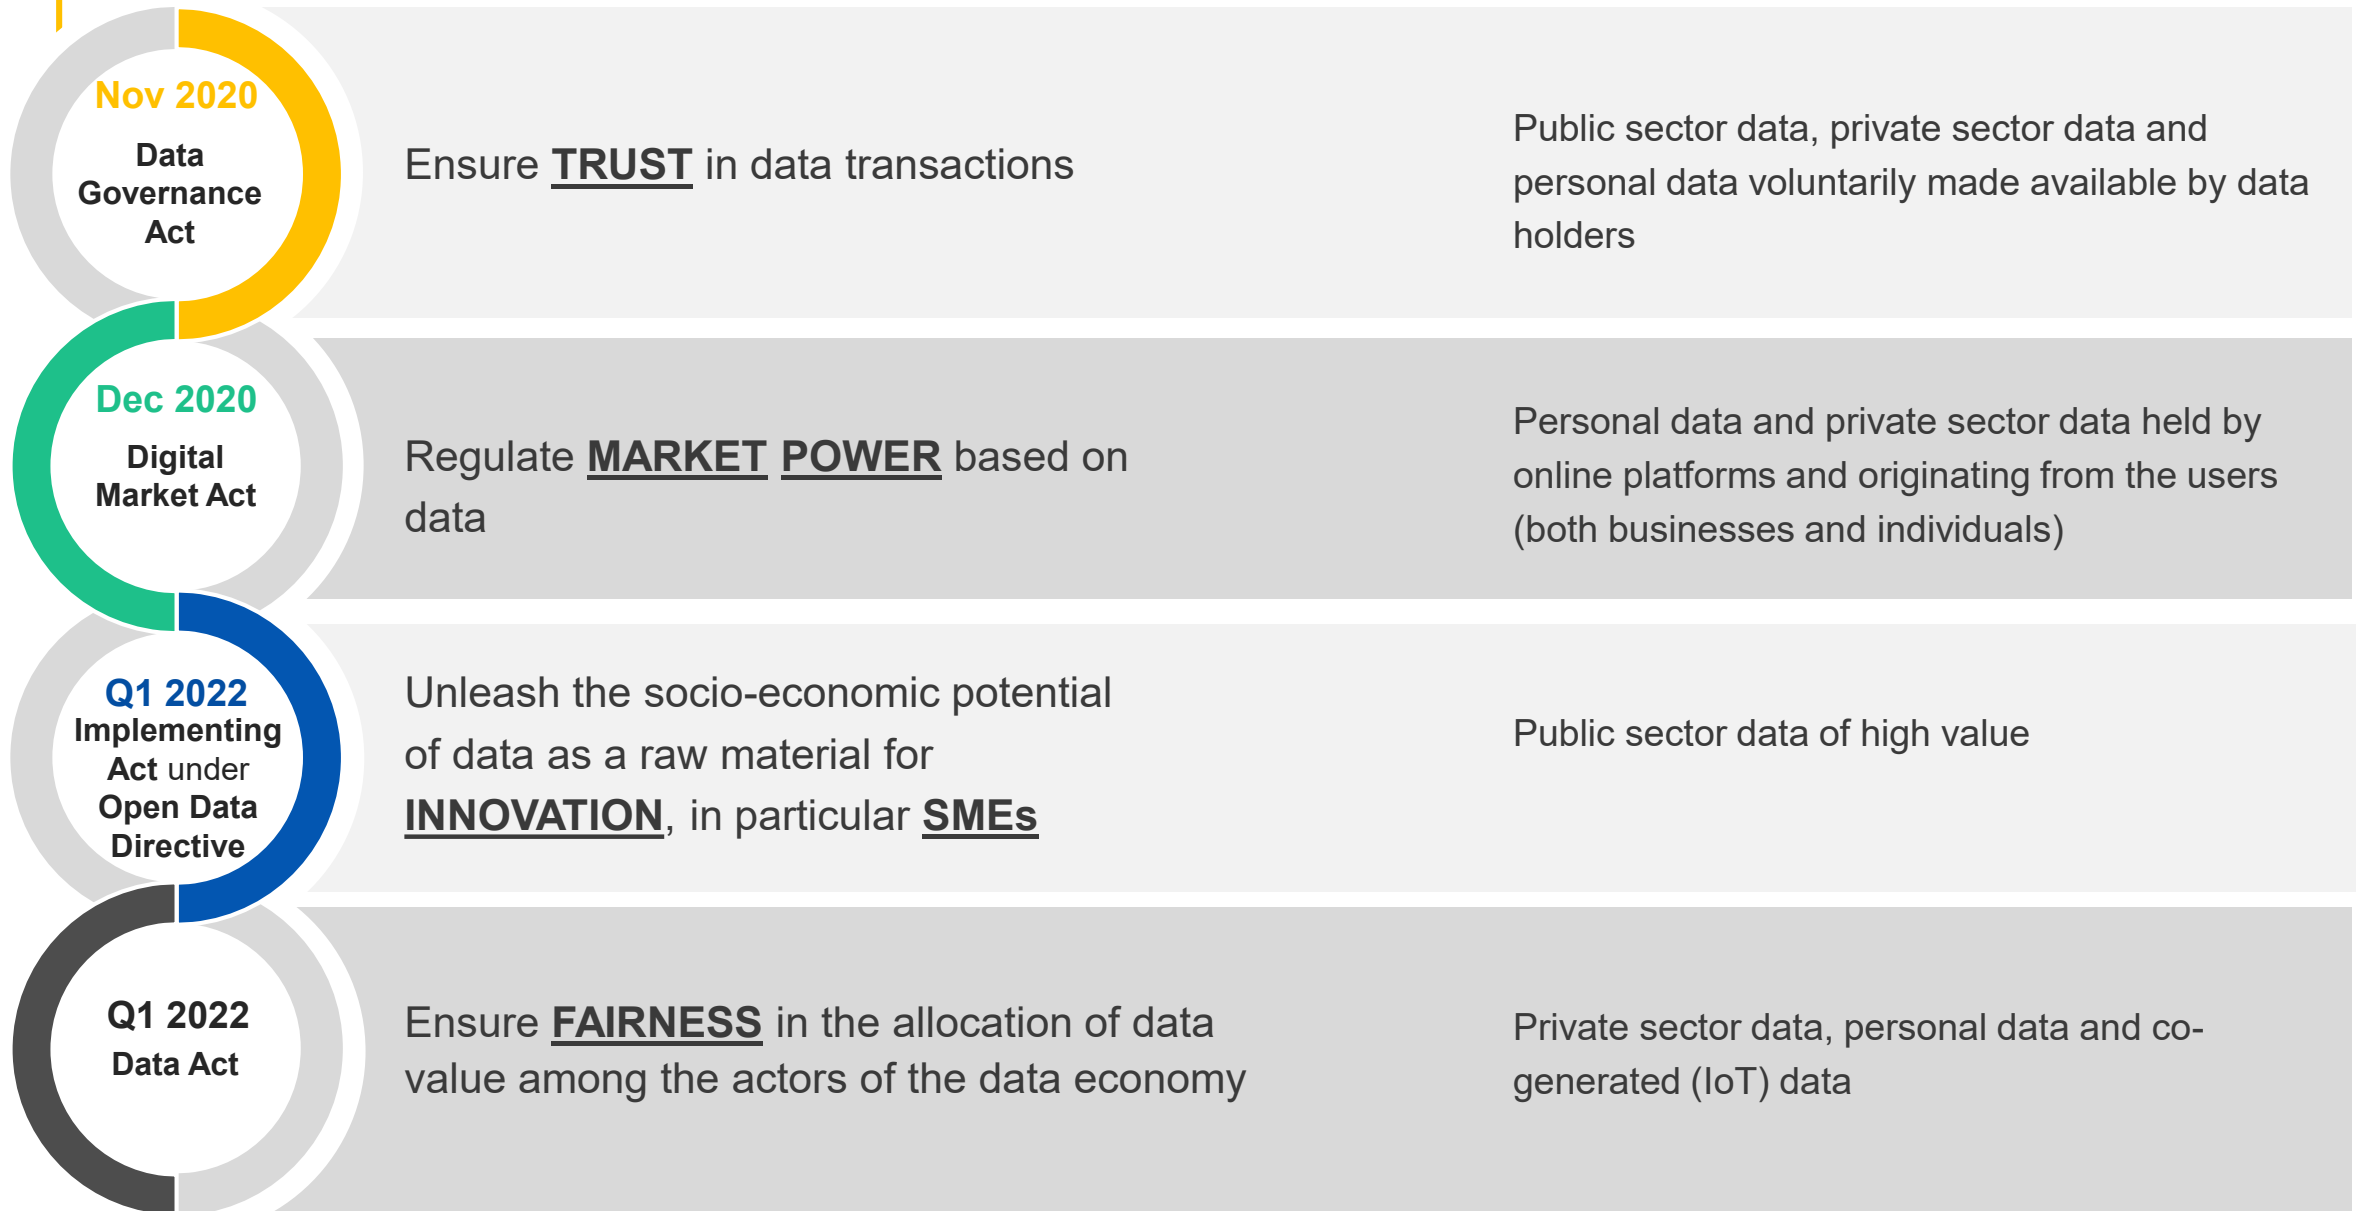 Nov 2020
Data
Governance
Act
Ensure TRUST in data transactions
Public sector data, private sector data and
personal data voluntarily made available by data
holders
Dec 2020
Digital
Market Act
Regulate MARKET POWER based on
data
Personal data and private sector data held by
online platforms and originating from the users
(both businesses and individuals)
Q1 2022
Implementing
Act under
Open Data
Directive
Unleash the socio-economic potential
of data as a raw material for
INNOVATION, in particular SMEs
Public sector data of high value
Q1 2022
Data Act
Ensure FAIRNESS in the allocation of data
value among the actors of the data economy
Private sector data, personal data and co-
generated (IoT) data